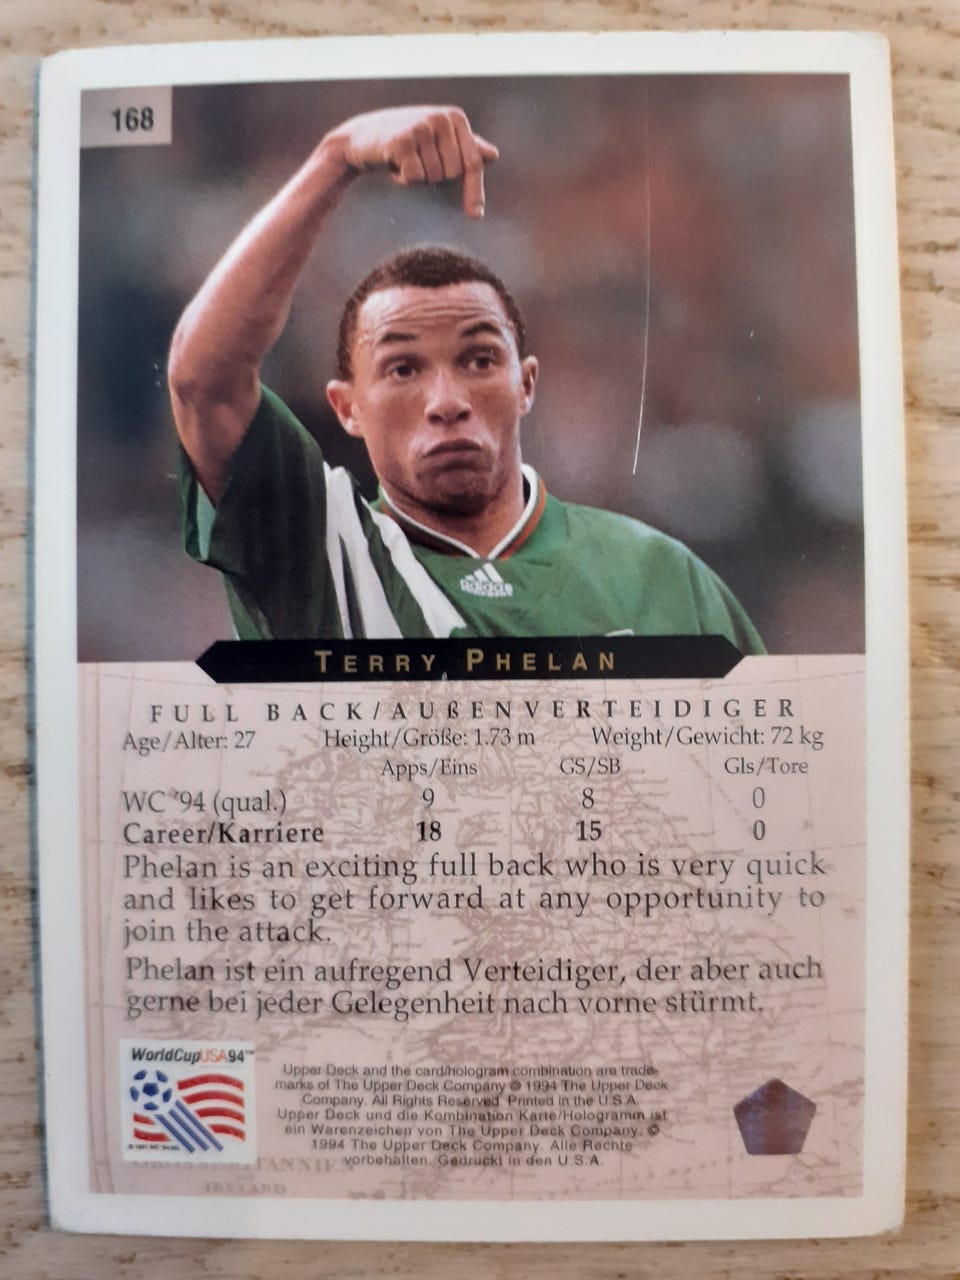 168
adidas
TERRY PHELAN
FULL BACK/AUßENVERTEIDIGER
Age/Alter: 27 Height/Größe: 1.73 m Weight/Gewicht: 72 kg
Apps/Eins GS/SB Gls/Tore
WC '94 (qual.) 9 8 0
Career/Karriere 18 15 0
Phelan is an exciting full back who is very quick
and likes to get forward at any opportunity to
join the attack.
Phelan ist ein aufregend Verteidiger, der aber auch
gerne bei jeder Gelegenheit nach vorne stürmt.
WorldCupUSA94™
Upper Deck and the card/hologram combination are trade-
marks of The Upper Deck Company © 1994 The Upper Deck
Company. All Rights Reserved. Printed in the U.S.A.
Upper Deck und die Kombination Karte/Hologramm ist
ein Warenzeichen von The Upper Deck Company. ©
1994 The Upper Deck Company. Alle Rechte
vorbehalten. Gedruckt in den U.S.A.
GROSSBRITANNIE
IRELAND